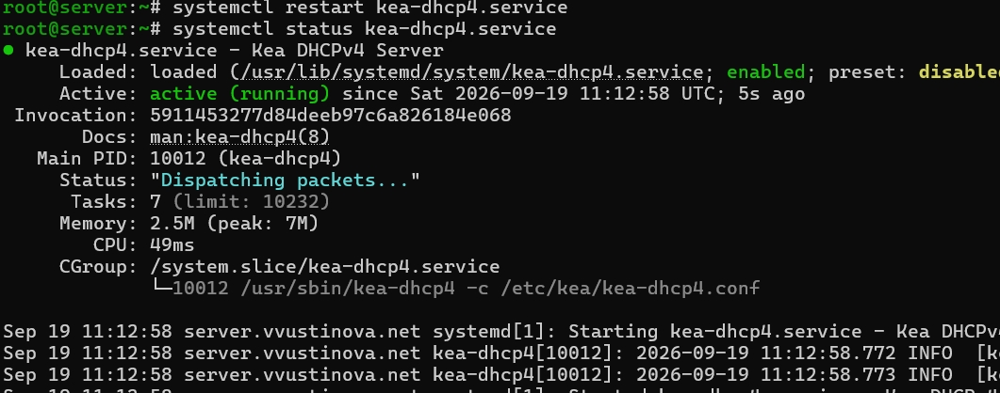 root@server:~# systemctl restart kea-dhcp4.service
root@server:~# systemctl status kea-dhcp4.service
● kea-dhcp4.service - Kea DHCPv4 Server
Loaded: loaded (/usr/lib/systemd/system/kea-dhcp4.service; enabled; preset: disable
Active: active (running) since Sat 2026-09-19 11:12:58 UTC; 5s ago
Invocation: 5911453277d84deeb97c6a826184e068
Docs: man:kea-dhcp4(8)
Main PID: 10012 (kea-dhcp4)
Status: "Dispatching packets..."
Tasks: 7 (limit: 10232)
Memory: 2.5M (peak: 7M)
CPU: 49ms
CGroup: /system.slice/kea-dhcp4.service
└─10012 /usr/sbin/kea-dhcp4 -c /etc/kea/kea-dhcp4.conf
Sep 19 11:12:58 server.vvustinova.net systemd[1]: Starting kea-dhcp4.service - Kea DHCPv
Sep 19 11:12:58 server.vvustinova.net kea-dhcp4[10012]: 2026-09-19 11:12:58.772 INFO [k
Sep 19 11:12:58 server.vvustinova.net kea-dhcp4[10012]: 2026-09-19 11:12:58.773 INFO [k